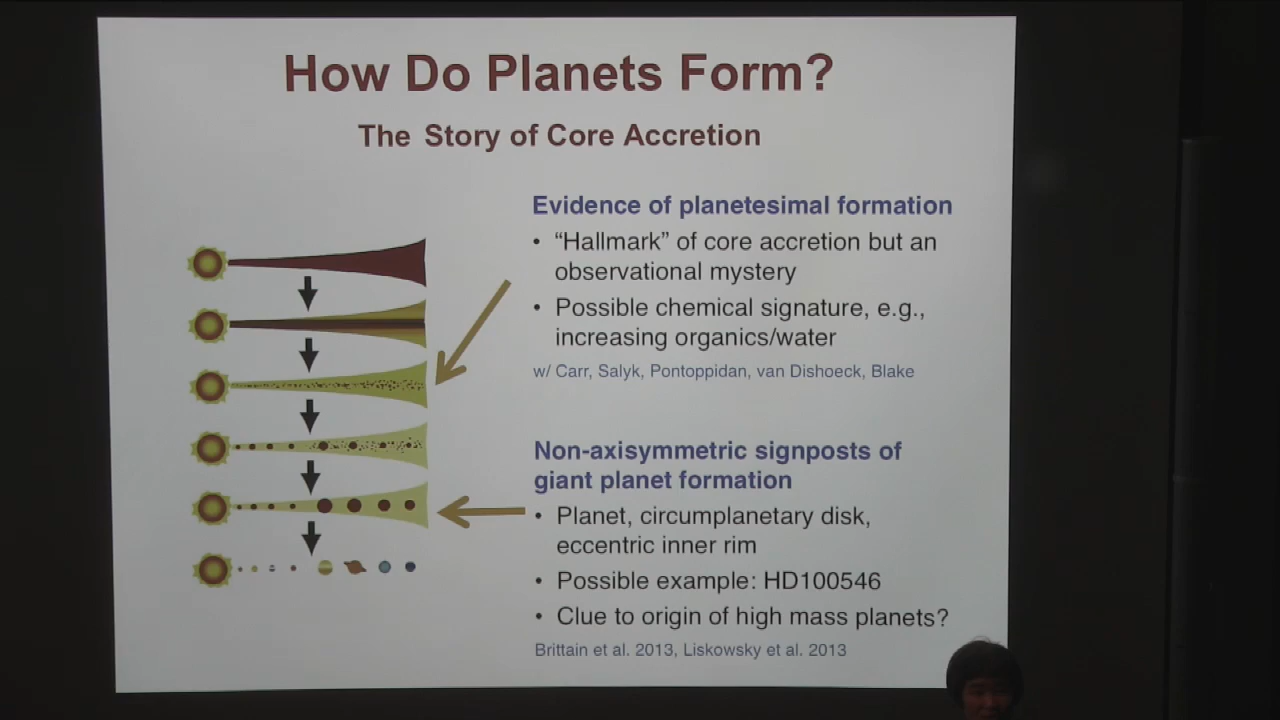 How Do Planets Form?
The Story of Core Accretion
Evidence of planetesimal formation
• “Hallmark” of core accretion but an
observational mystery
• Possible chemical signature, e.g.,
increasing organics/water
w/ Carr, Salyk, Pontoppidan, van Dishoeck, Blake
Non-axisymmetric signposts of
giant planet formation
• Planet, circumplanetary disk,
eccentric inner rim
• Possible example: HD100546
• Clue to origin of high mass planets?
Brittain et al. 2013, Liskowsky et al. 2013